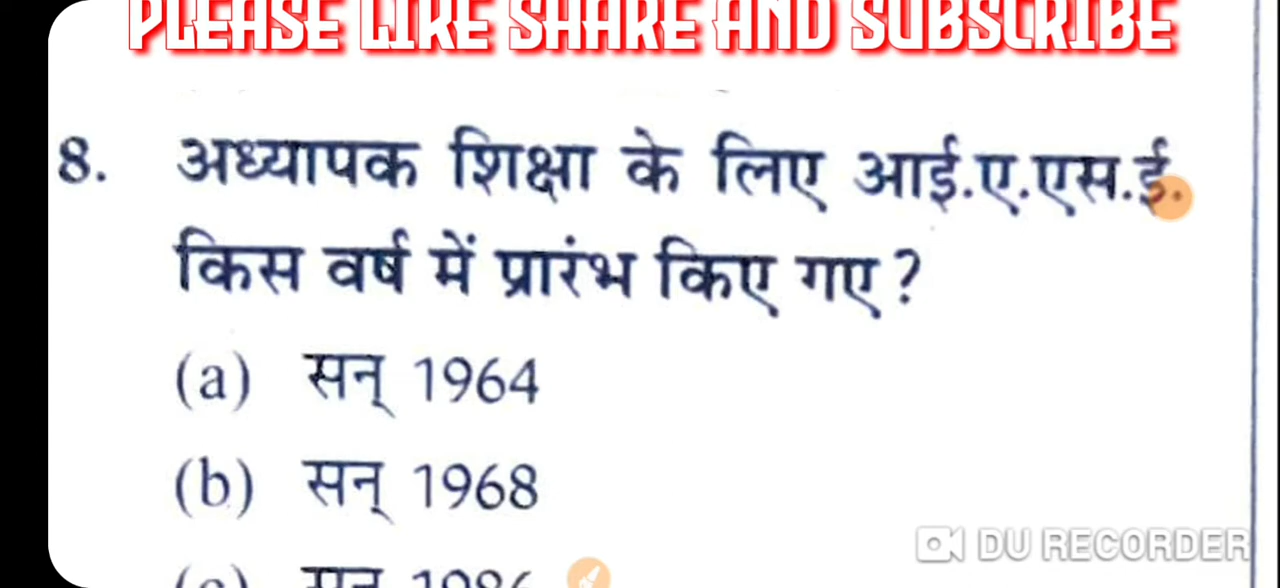 PLEASE LIKE SHARE AND SUBSCRIBE
8. अध्यापक शिक्षा के लिए आई.ए.एस.ई.
किस वर्ष में प्रारंभ किए गए?
(a) सन् 1964
(b) सन् 1968
DU RECORDER